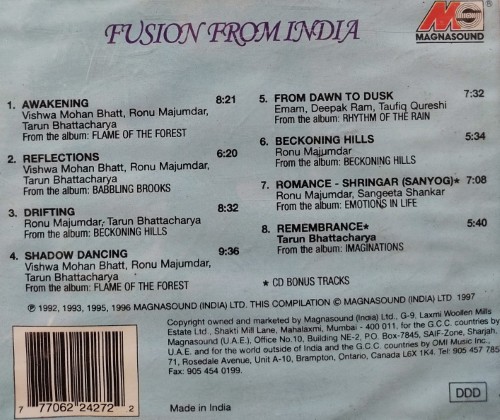 FUSION FROM INDIA
MAGNASOUND
1. AWAKENING 8:21
Vishwa Mohan Bhatt, Ronu Majumdar,
Tarun Bhattacharya
From the album: FLAME OF THE FOREST
2. REFLECTIONS 6:20
Vishwa Mohan Bhatt, Ronu Majumdar,
Tarun Bhattacharya
From the album: BABBLING BROOKS
3. DRIFTING 8:32
Ronu Majumdar, Tarun Bhattacharya
From the album: BECKONING HILLS
4. SHADOW DANCING 9:36
Vishwa Mohan Bhatt, Ronu Majumdar,
Tarun Bhattacharya
From the album: FLAME OF THE FOREST
5. FROM DAWN TO DUSK 7:32
Emam, Deepak Ram, Taufiq Qureshi
From the album: RHYTHM OF THE RAIN
6. BECKONING HILLS 5:34
Ronu Majumdar
From the album: BECKONING HILLS
7. ROMANCE - SHRINGAR (SANYOG)* 7:08
Ronu Majumdar, Sangeeta Shankar
From the album: EMOTIONS IN LIFE
8. REMEMBRANCE* 5:40
Tarun Bhattacharya
From the album: IMAGINATIONS
* CD BONUS TRACKS
℗ 1992, 1993, 1995, 1996 MAGNASOUND (INDIA) LTD. THIS COMPILATION © MAGNASOUND (INDIA) LTD 1997
Copyright owned and marketed by Magnasound (India) Ltd., G-9, Laxmi Woollen Mills
Estate Ltd., Shakti Mill Lane, Mahalaxmi, Mumbai - 400 011, for the G.C.C. countries by
Magnasound (U.A.E.), Office No.10, Building NE-2, P.O. Box-7845, SAIF-Zone, Sharjah,
U.A.E. and for the world outside of India and the G.C.C. countries by OMI Music Inc.,
71, Rosedale Avenue, Unit A-10, Brampton, Ontario, Canada L6X 1K4. Tel: 905 457 785
Fax: 905 454 0199.
7 77062 24272 2
Made in India
DDD